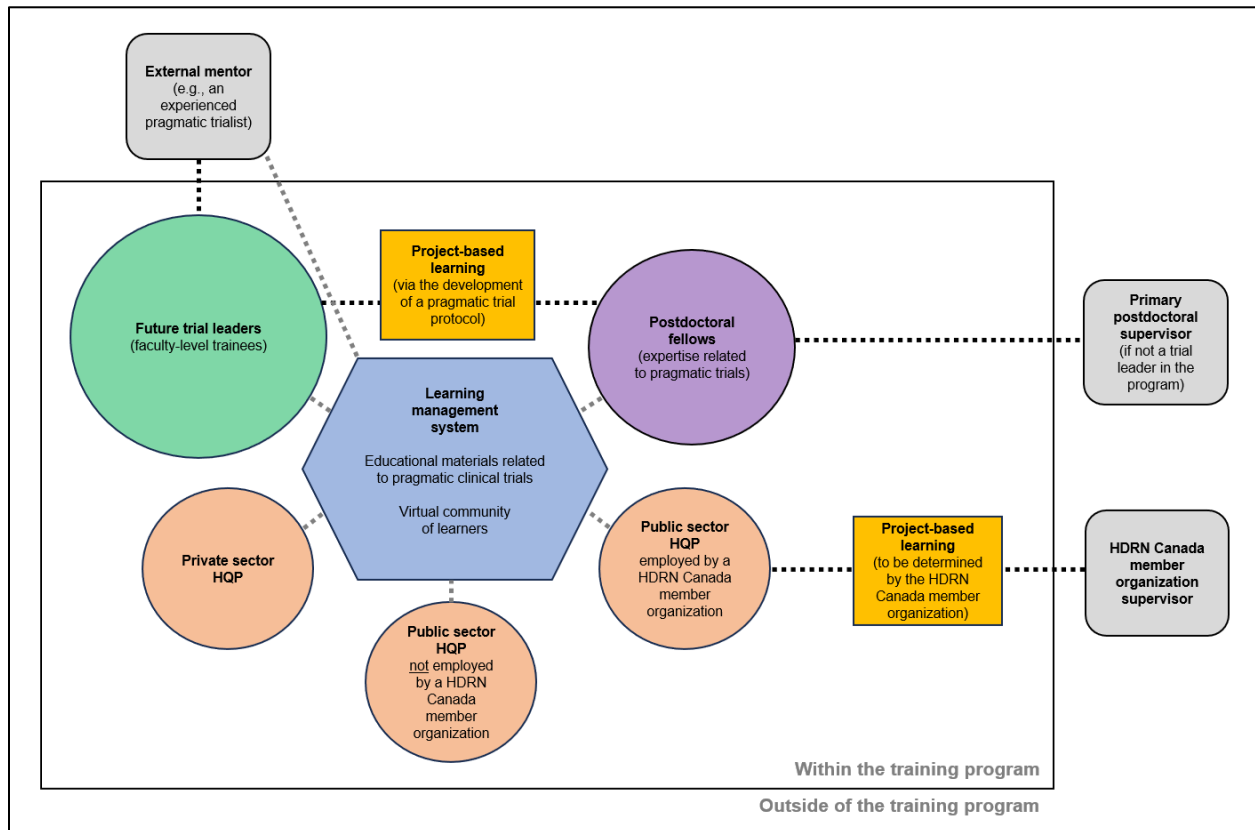 External mentor
(e.g., an
experienced
pragmatic trialist)
Project-based
learning
(via the development
of a pragmatic trial
protocol)
Future trial leaders
(faculty-level trainees)
Postdoctoral
fellows
(expertise related
to pragmatic trials)
Primary
postdoctoral
supervisor
(if not a trial
leader in the
program)
Learning
management
system
Educational materials related
to pragmatic clinical trials
Virtual community
of learners
Private sector
HQP
Public sector
HQP
not employed
by a HDRN
Canada
member
organization
Public sector
HQP
employed by a
HDRN Canada
member
organization
Project-based
learning
(to be determined
by the HDRN
Canada member
organization)
HDRN Canada
member
organization
supervisor
Within the training program
Outside of the training program